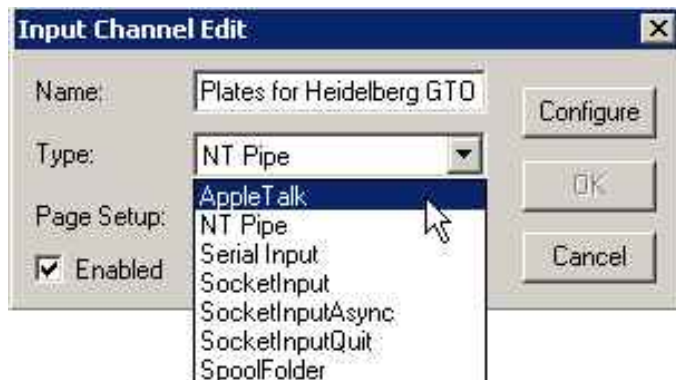 Input Channel Edit
Name: Plates for Heidelberg GTO
Configure
Type: NT Pipe
AppleTalk
OK
Page Setup:
NT Pipe
Serial Input
Enabled
Cancel
SocketInput
SocketInputAsync
SocketInputQuit
SpoolFolder